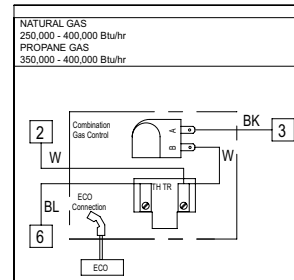 NATURAL GAS
250,000 - 400,000 Btu/hr
PROPANE GAS
350,000 - 400,000 Btu/hr
Combination
Gas Control
A
B
BK
3
2
W
W
TH TR
ECO
Connection
BL
6
ECO